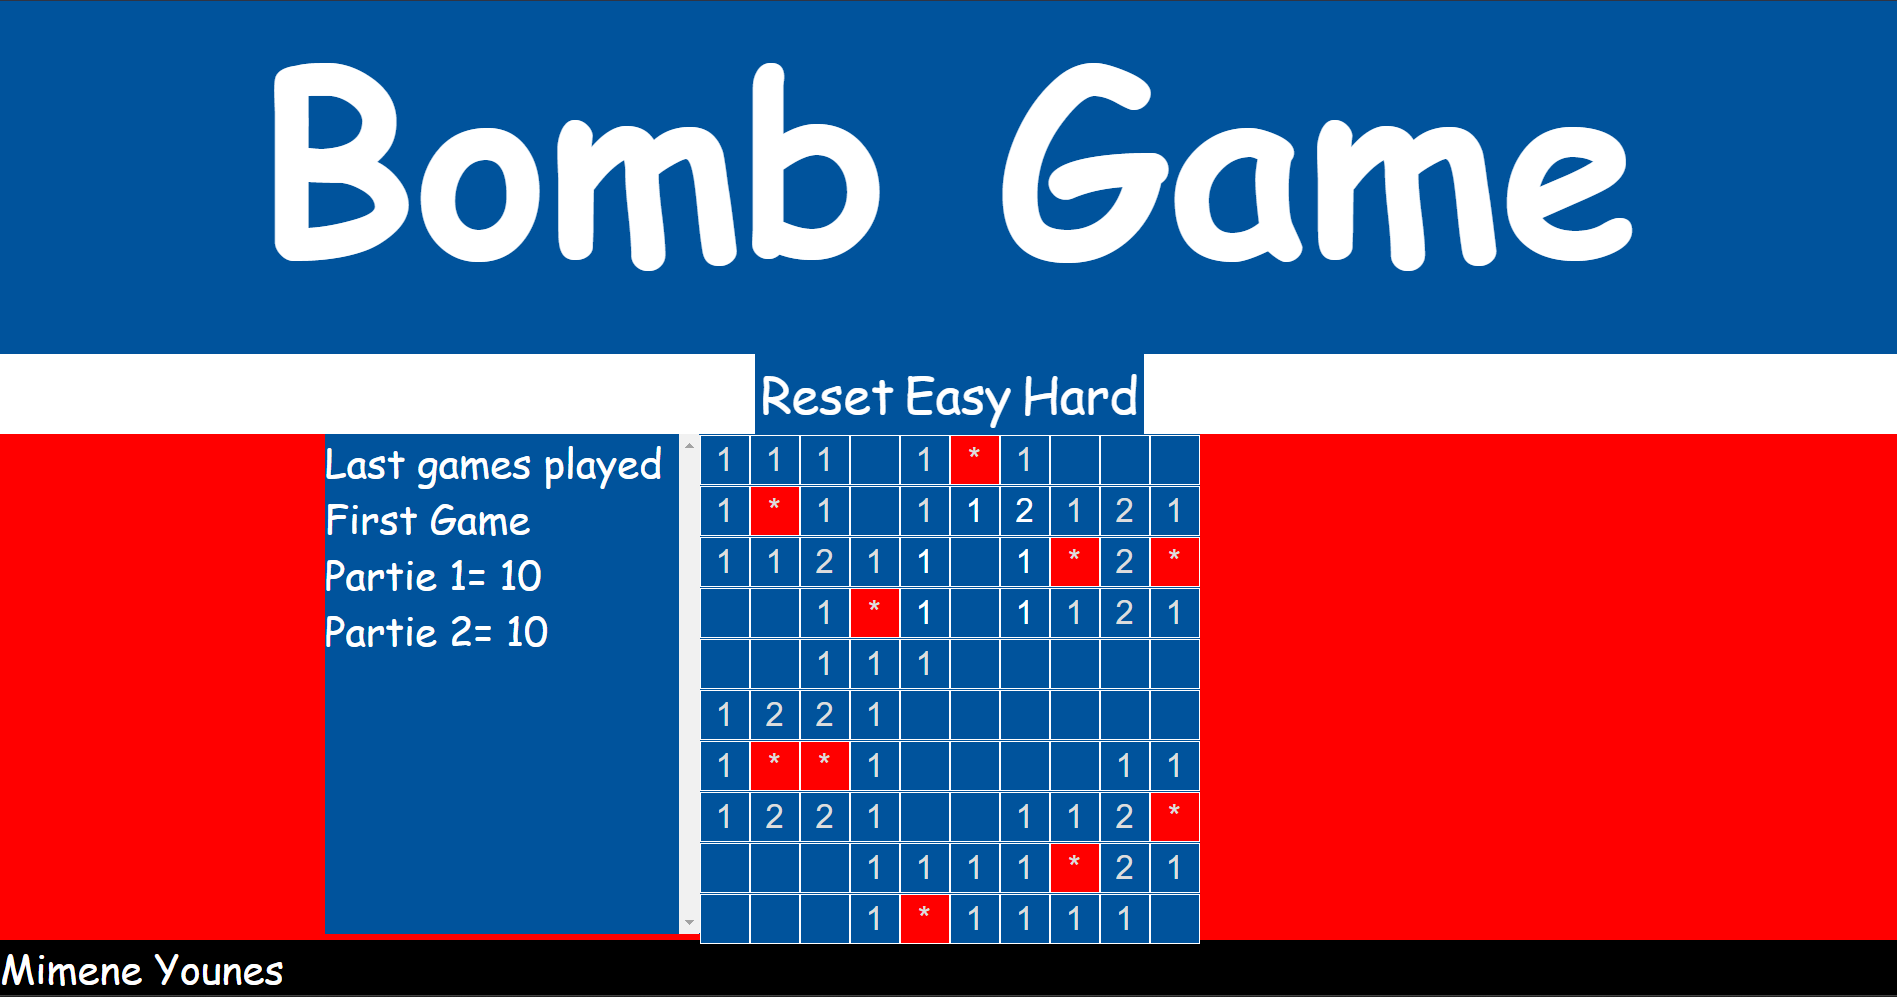 Bomb Game
Reset Easy Hard
Last games played
First Game
Partie 1= 10
Partie 2= 10
1 1 1 1 * 1
1 * 1 1 1 2 1 2 1
1 1 2 1 1 1 * 2 *
1 * 1 1 1 2 1
1 1 1
1 2 2 1
1 * * 1 1 1
1 2 2 1 1 1 2 *
1 1 1 1 * 2 1
1 * 1 1 1 1
Mimene Younes